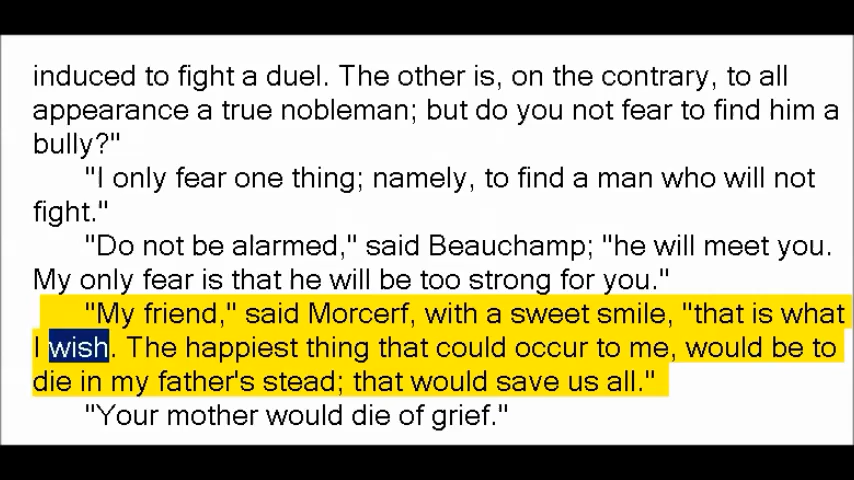 induced to fight a duel. The other is, on the contrary, to all
appearance a true nobleman; but do you not fear to find him a
bully?"
"I only fear one thing; namely, to find a man who will not
fight."
"Do not be alarmed," said Beauchamp; "he will meet you.
My only fear is that he will be too strong for you."
"My friend," said Morcerf, with a sweet smile, "that is what
I wish. The happiest thing that could occur to me, would be to
die in my father's stead; that would save us all."
"Your mother would die of grief."